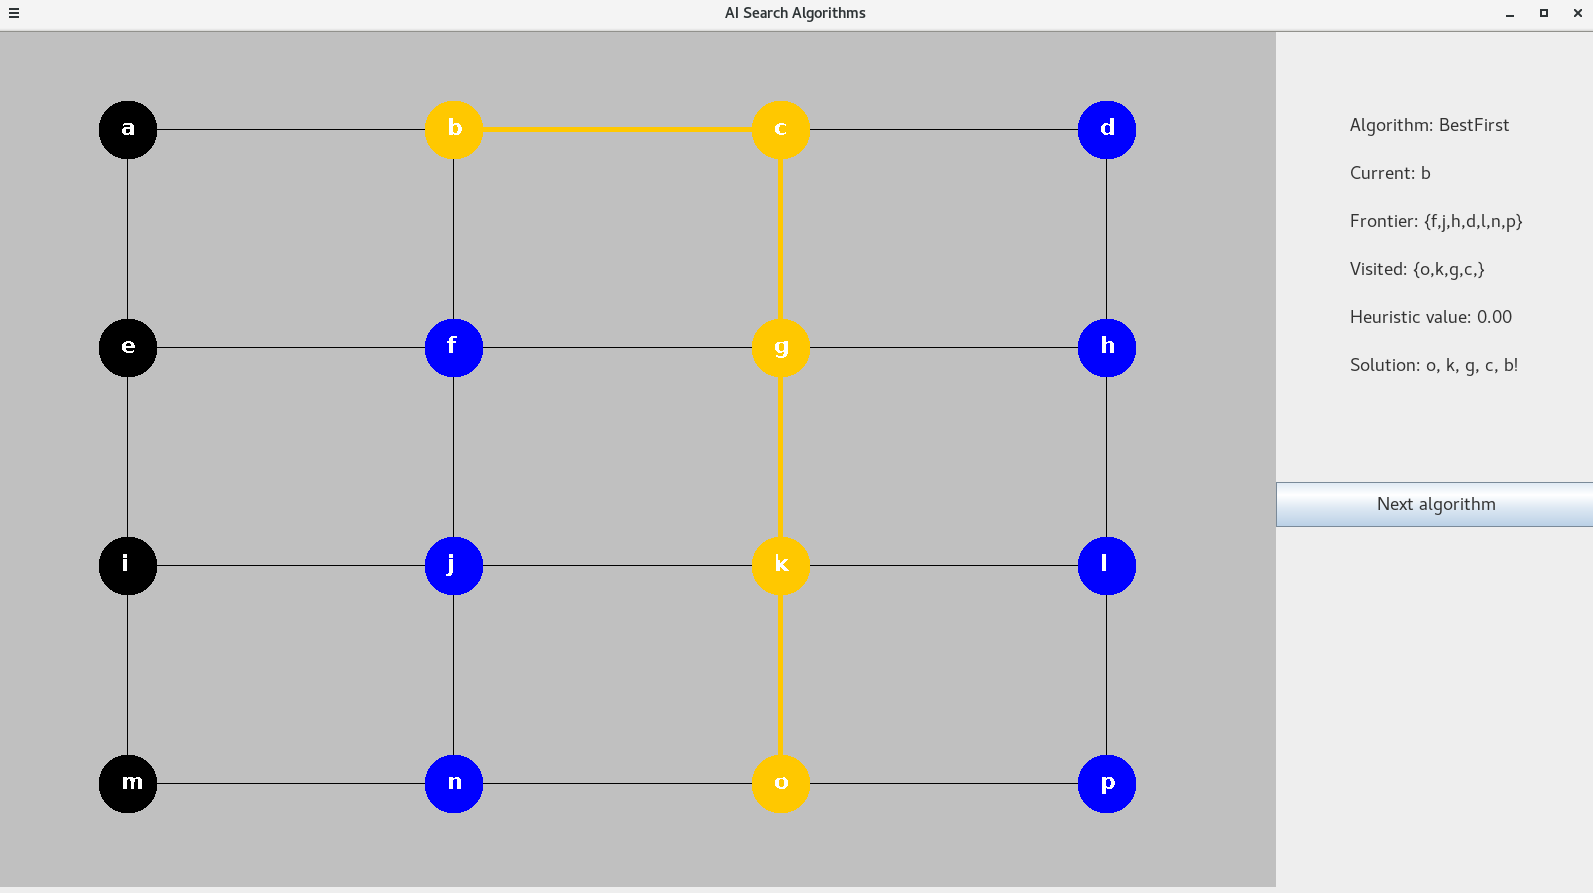 AI Search Algorithms
a b c d
e f g h
i j k l
m n o p
Algorithm: BestFirst
Current: b
Frontier: {f,j,h,d,l,n,p}
Visited: {o,k,g,c,}
Heuristic value: 0.00
Solution: o, k, g, c, b!
Next algorithm